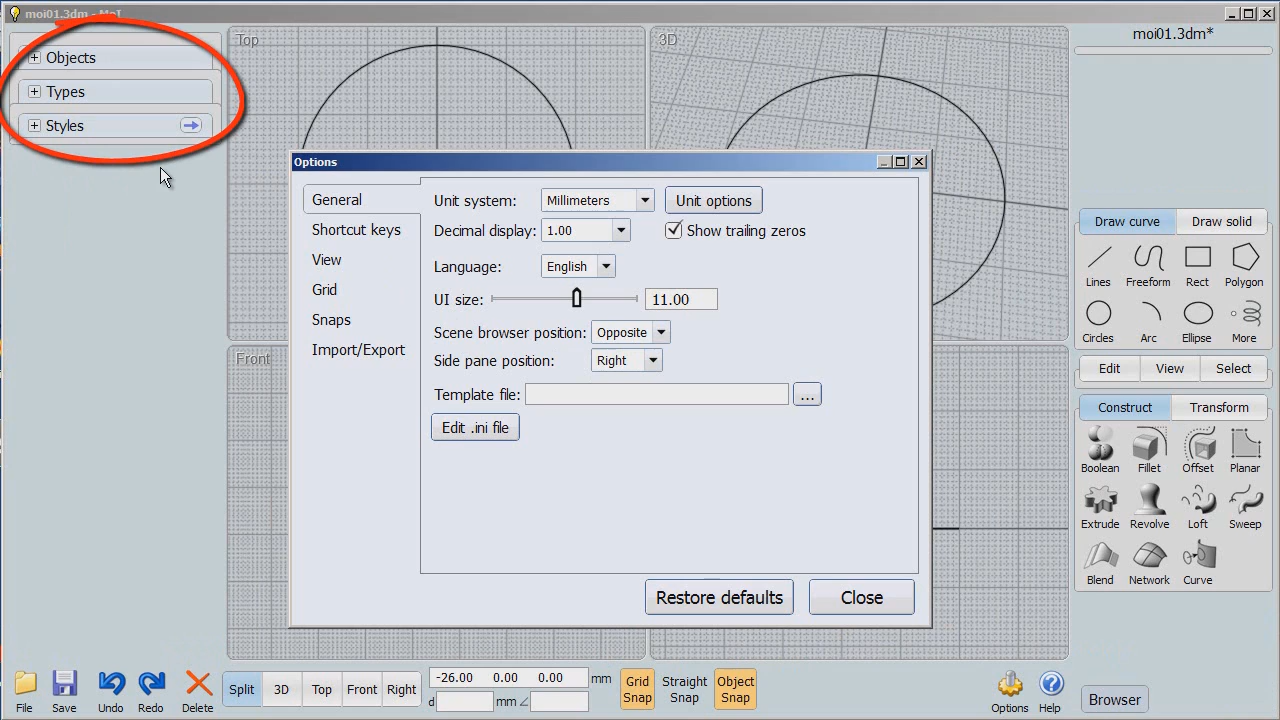 moi01.3dm - MoI
Objects
Types
Styles
Top
3D
Front
Options
General
Shortcut keys
View
Grid
Snaps
Import/Export
Unit system: Millimeters Unit options
Decimal display: 1.00 Show trailing zeros
Language: English
UI size: 11.00
Scene browser position: Opposite
Side pane position: Right
Template file: ...
Edit .ini file
Restore defaults Close
moi01.3dm*
Draw curve Draw solid
Lines Freeform Rect Polygon
Circles Arc Ellipse More
Edit View Select
Construct Transform
Boolean Fillet Offset Planar
Extrude Revolve Loft Sweep
Blend Network Curve
File Save Undo Redo Delete
Split 3D Top Front Right
-26.00 0.00 0.00 mm
d mm ∠
Grid Snap
Straight Snap
Object Snap
Options Help
Browser